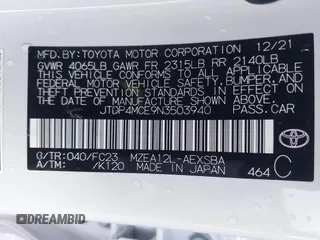 MFD.BY:TOYOTA MOTOR CORPORATION 12/21
GVWR 4065LB GAWR FR 2315LB RR 2140LB
THIS VEHICLE CONFORMS TO ALL APPLICABLE
FEDERAL MOTOR VEHICLE SAFETY, BUMPER, AND
THEFT PREVENTION STANDARDS IN EFFECT ON THE
DATE OF MANUFACTURE SHOWN ABOVE.
JTDP4MCE9N3503940 PASS.CAR
C/TR:040/FC23 MZEA12L-AEXSBA
A/TM: /K120 MADE IN JAPAN 464 C
TOYOTA
DREAMBID